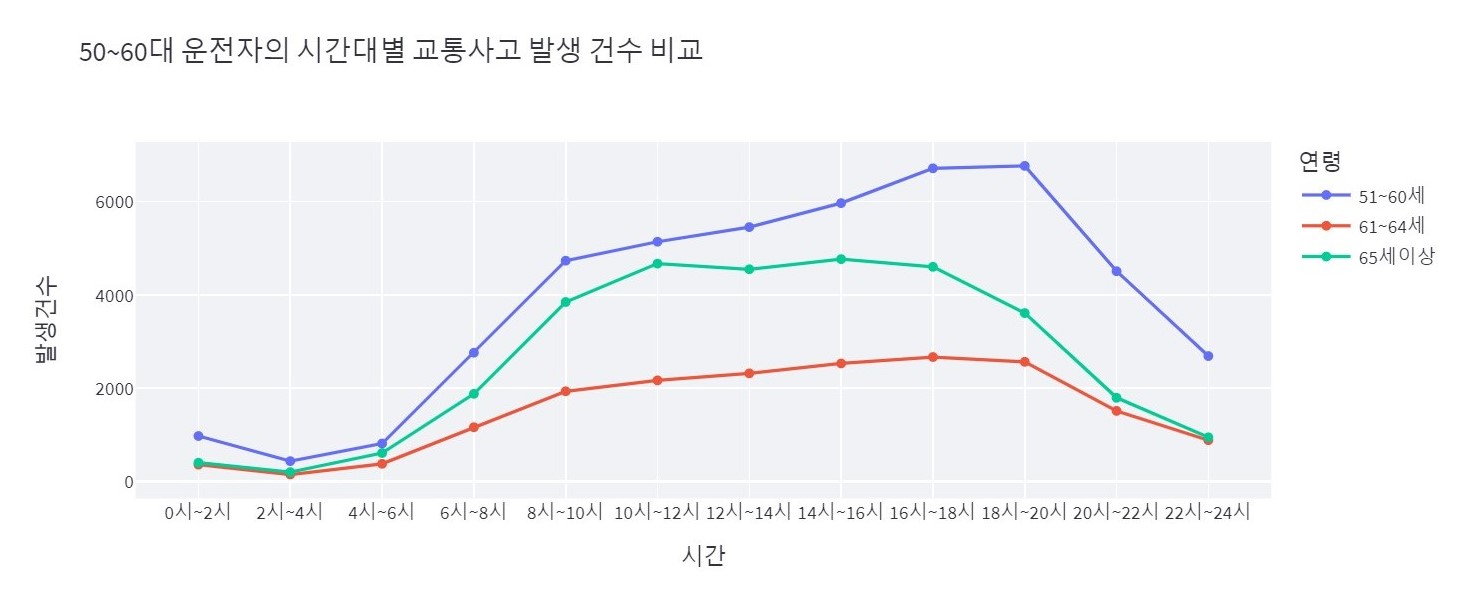 50~60대 운전자의 시간대별 교통사고 발생 건수 비교
연령
51~60세
61~64세
65세이상
발생건수
6000
4000
2000
0
0시~2시 2시~4시 4시~6시 6시~8시 8시~10시 10시~12시 12시~14시 14시~16시 16시~18시 18시~20시 20시~22시 22시~24시
시간